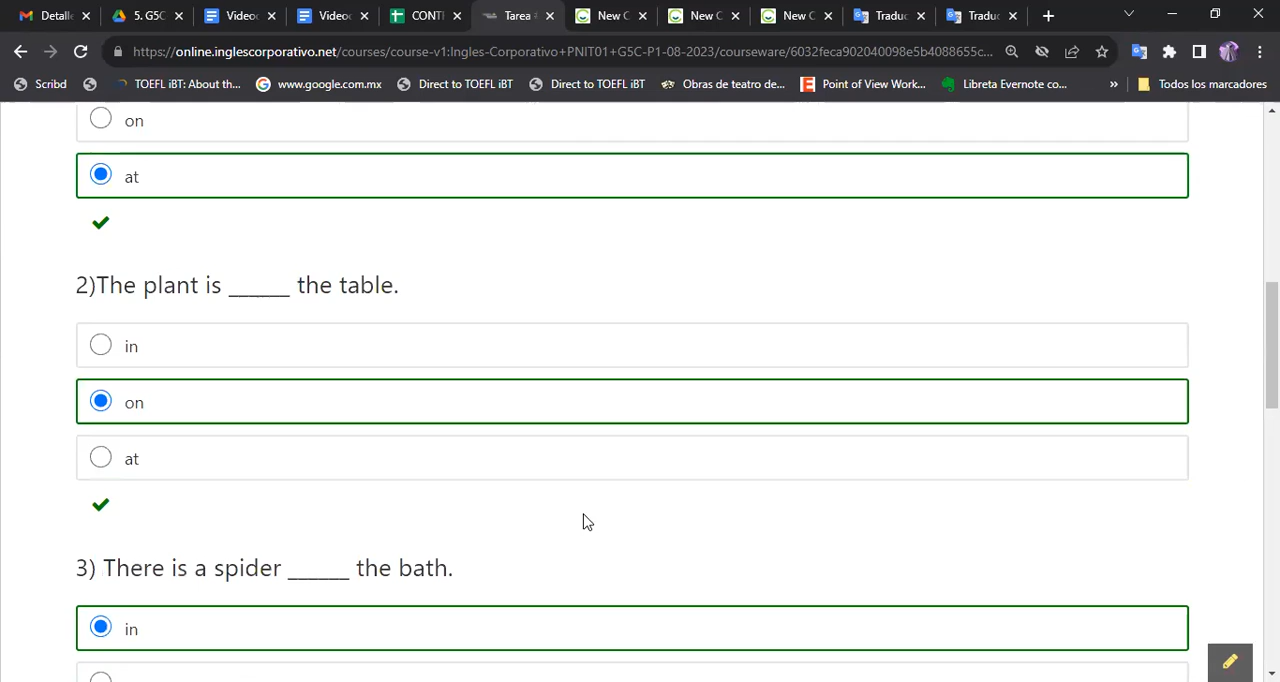 Detalle
5. G5C
Videoc
Videoc
CONTI
Tarea #
New C
New C
New C
Traduc
Traduc
https://online.inglescorporativo.net/courses/course-v1:Ingles-Corporativo+PNIT01+G5C-P1-08-2023/courseware/6032feca902040098e5b4088655c...
Scribd
TOEFL iBT: About th...
www.google.com.mx
Direct to TOEFL iBT
Direct to TOEFL iBT
Obras de teatro de...
Point of View Work...
Libreta Evernote co...
»
Todos los marcadores
on
at
2)The plant is ______ the table.
in
on
at
3) There is a spider ______ the bath.
in